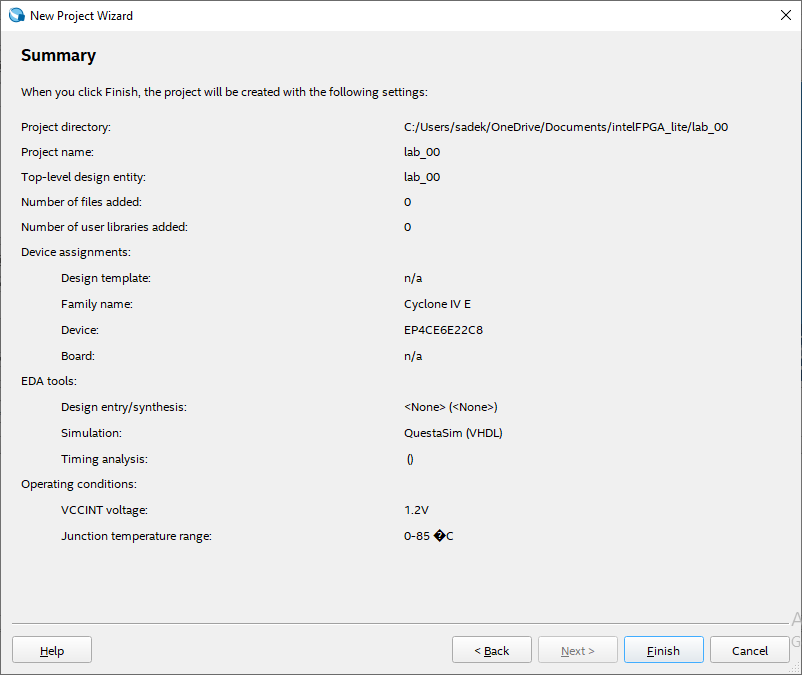 New Project Wizard
Summary
When you click Finish, the project will be created with the following settings:
Project directory: C:/Users/sadek/OneDrive/Documents/intelFPGA_lite/lab_00
Project name: lab_00
Top-level design entity: lab_00
Number of files added: 0
Number of user libraries added: 0
Device assignments:
Design template: n/a
Family name: Cyclone IV E
Device: EP4CE6E22C8
Board: n/a
EDA tools:
Design entry/synthesis: <None> (<None>)
Simulation: QuestaSim (VHDL)
Timing analysis: ()
Operating conditions:
VCCINT voltage: 1.2V
Junction temperature range: 0-85 �C
Help < Back Next > Finish Cancel